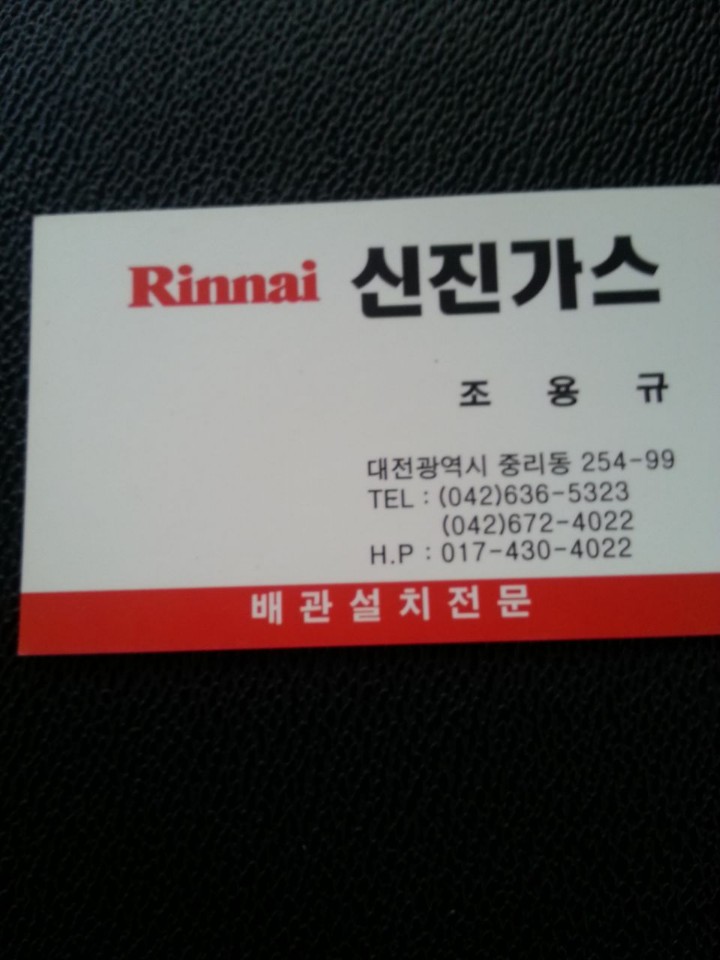 Rinnai 신진가스
조 용 규
대전광역시 중리동 254-99
TEL : (042)636-5323
(042)672-4022
H.P : 017-430-4022
배관설치전문